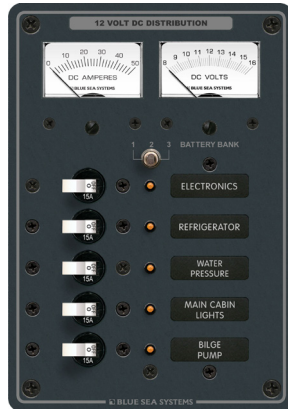 12 VOLT DC DISTRIBUTION
0 10 20 30 40 50
DC AMPERES
BLUE SEA SYSTEMS
8 9 10 11 12 13 14 15 16
DC VOLTS
BLUE SEA SYSTEMS
1 2 3 BATTERY BANK
15A
ELECTRONICS
15A
REFRIGERATOR
15A
WATER
PRESSURE
15A
MAIN CABIN
LIGHTS
15A
BILGE
PUMP
BLUE SEA SYSTEMS